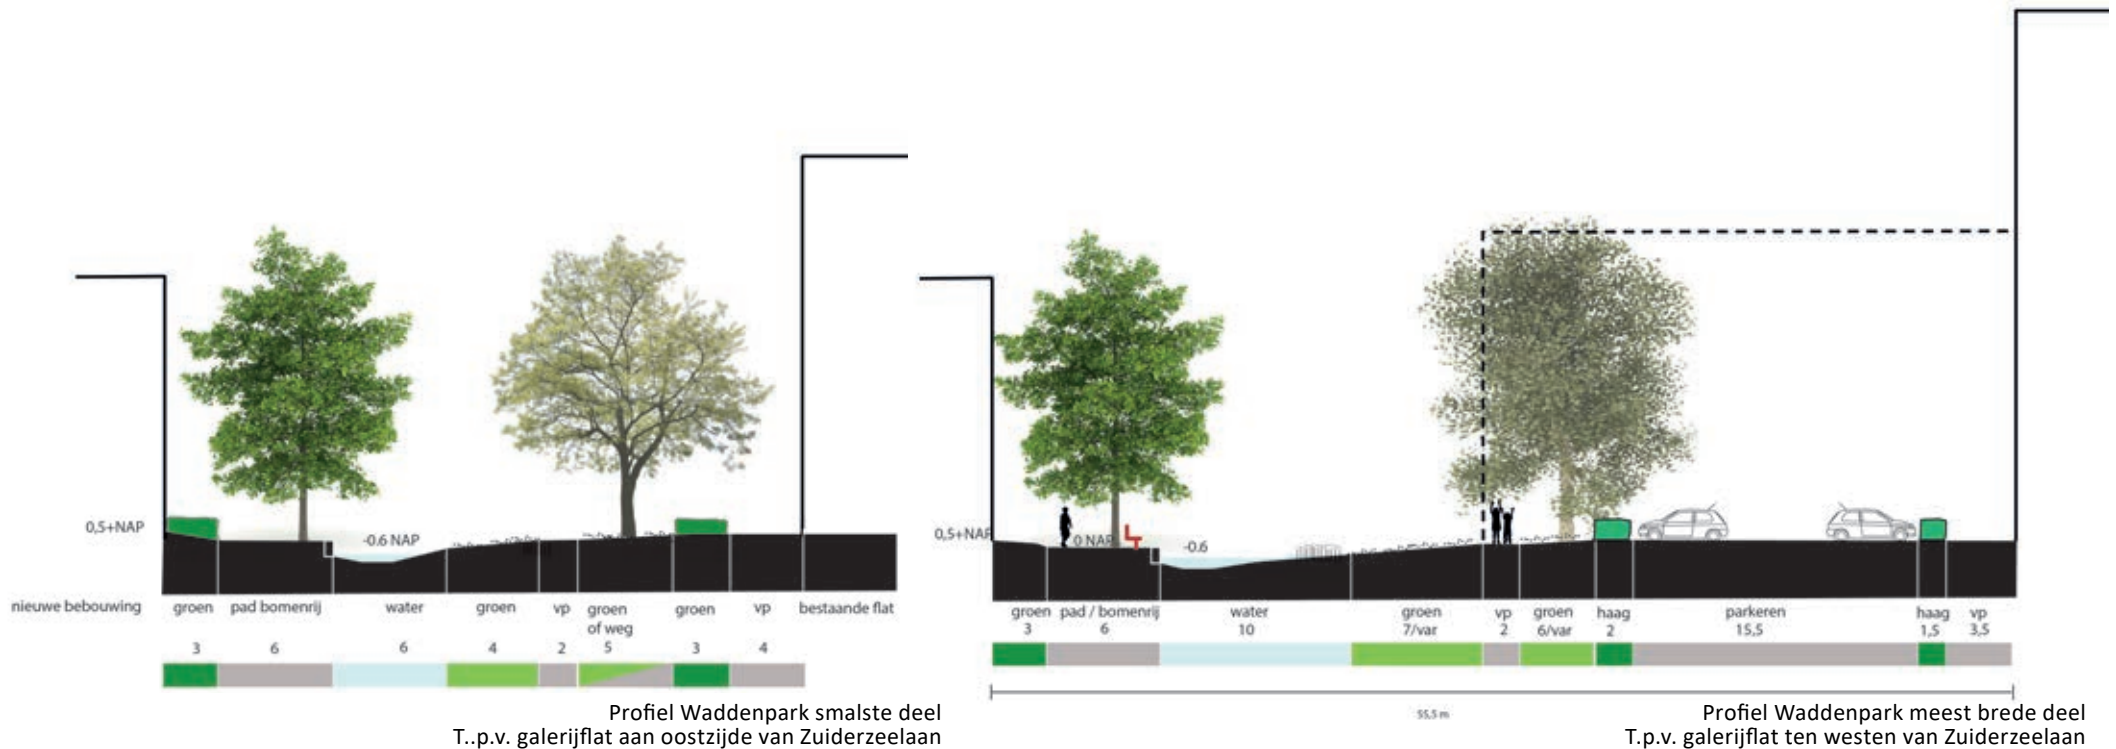 0,5+NAP
-0.6 NAP
nieuwe bebouwing
groen
pad bomenrij
water
groen
vp
groen
of weg
groen
vp
bestaande flat
3
6
6
4
2
5
3
4
Profiel Waddenpark smalste deel
T..p.v. galerijflat aan oostzijde van Zuiderzeelaan
0,5+NAP
0 NAP
-0.6
groen
3
pad / bomenrij
6
water
10
groen
7/var
vp
2
groen
6/var
haag
2
parkeren
15,5
haag
1,5
vp
3,5
55,5 m
Profiel Waddenpark meest brede deel
T.p.v. galerijflat ten westen van Zuiderzeelaan